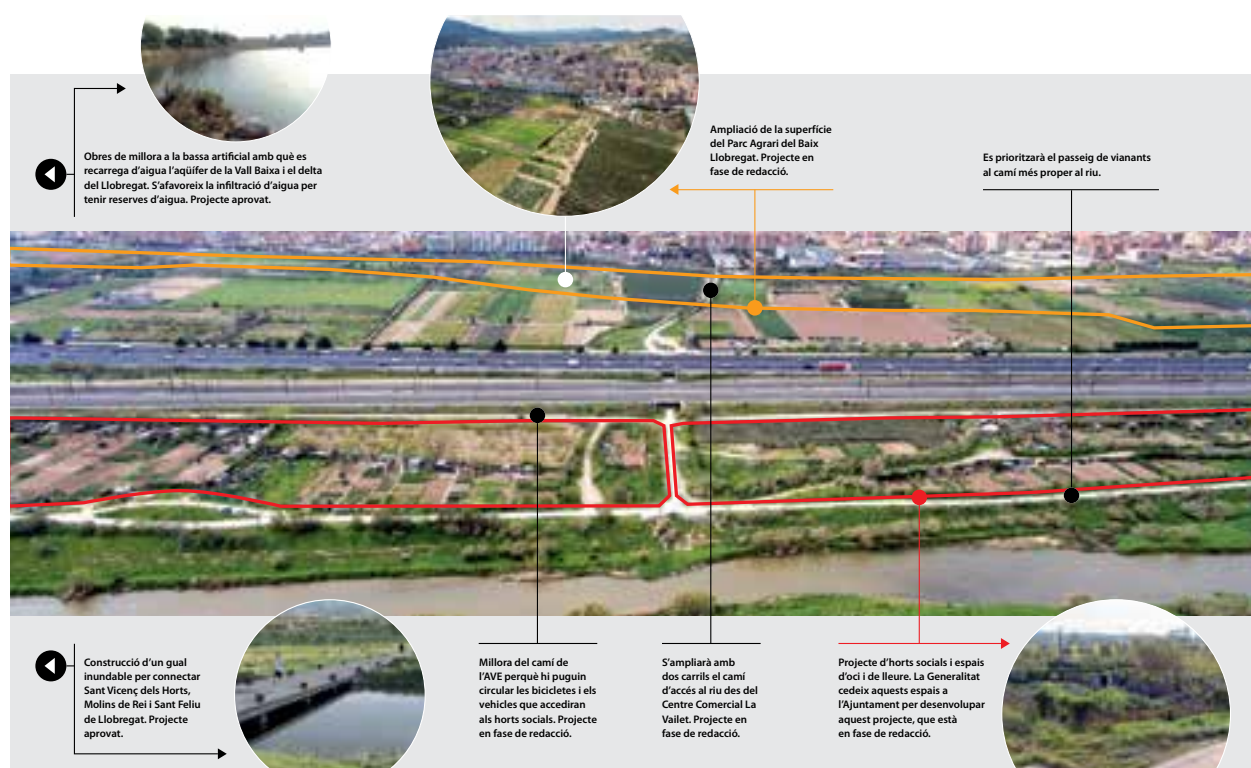 Obres de millora a la bassa artificial amb què es
recarrega d'aigua l'aqüífer de la Vall Baixa i el delta
del Llobregat. S'afavoreix la infiltració d'aigua per
tenir reserves d'aigua. Projecte aprovat.
Ampliació de la superfície
del Parc Agrari del Baix
Llobregat. Projecte en
fase de redacció.
Es prioritzarà el passeig de vianants
al camí més proper al riu.
Construcció d'un gual
inundable per connectar
Sant Vicenç dels Horts,
Molins de Rei i Sant Feliu
de Llobregat. Projecte
aprovat.
Millora del camí de
l'AVE perquè hi puguin
circular les bicicletes i els
vehicles que accediran
als horts socials. Projecte
en fase de redacció.
S'ampliarà amb
dos carrils el camí
d'accés al riu des del
Centre Comercial La
Vailet. Projecte en
fase de redacció.
Projecte d'horts socials i espais
d'oci i de lleure. La Generalitat
cedeix aquests espais a
l'Ajuntament per desenvolupar
aquest projecte, que està
en fase de redacció.